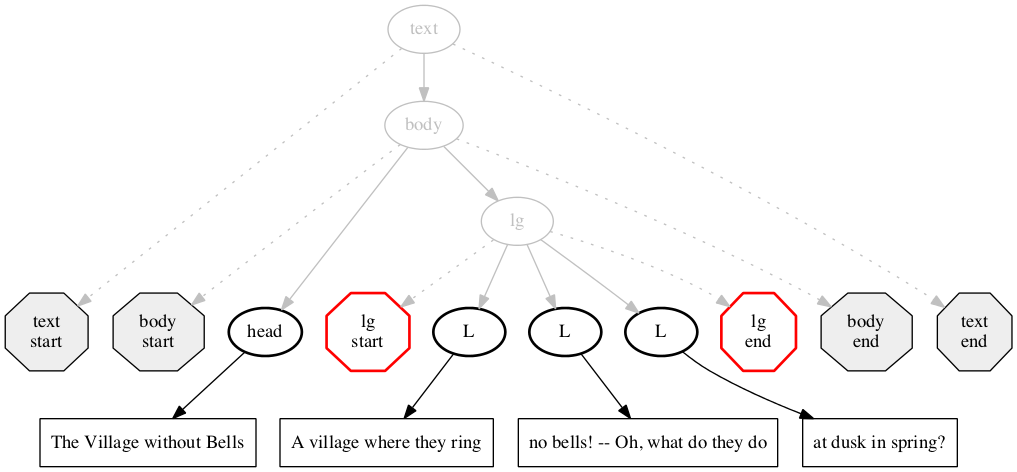 text
body
lg
text
start
body
start
head
lg
start
L
L
L
lg
end
body
end
text
end
The Village without Bells
A village where they ring
no bells! -- Oh, what do they do
at dusk in spring?